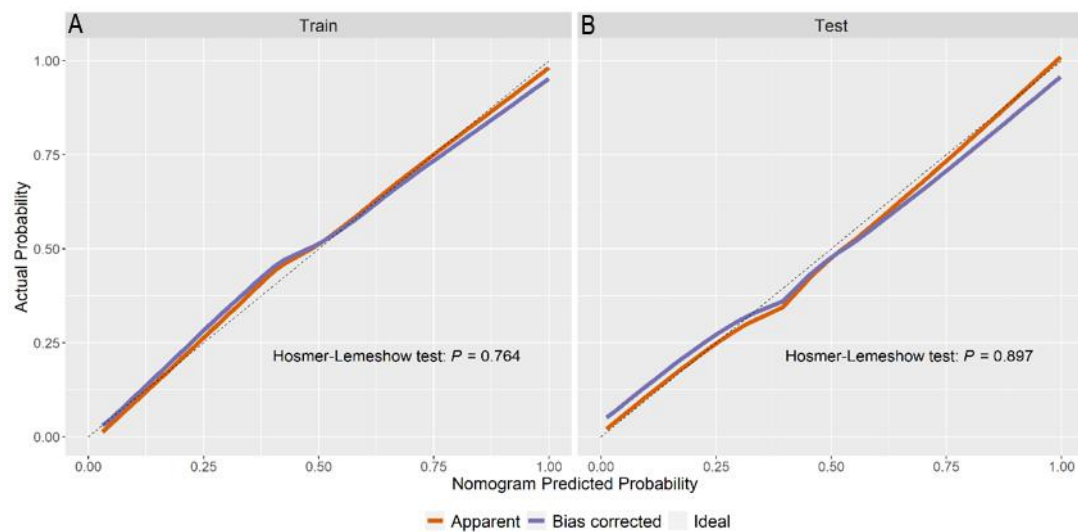 A
Train
B
Test
1.00
0.75
0.50
0.25
0.00
Actual Probability
Hosmer-Lemeshow test: P = 0.764
Hosmer-Lemeshow test: P = 0.897
0.00 0.25 0.50 0.75 1.00
0.00 0.25 0.50 0.75 1.00
Nomogram Predicted Probability
Apparent Bias corrected Ideal